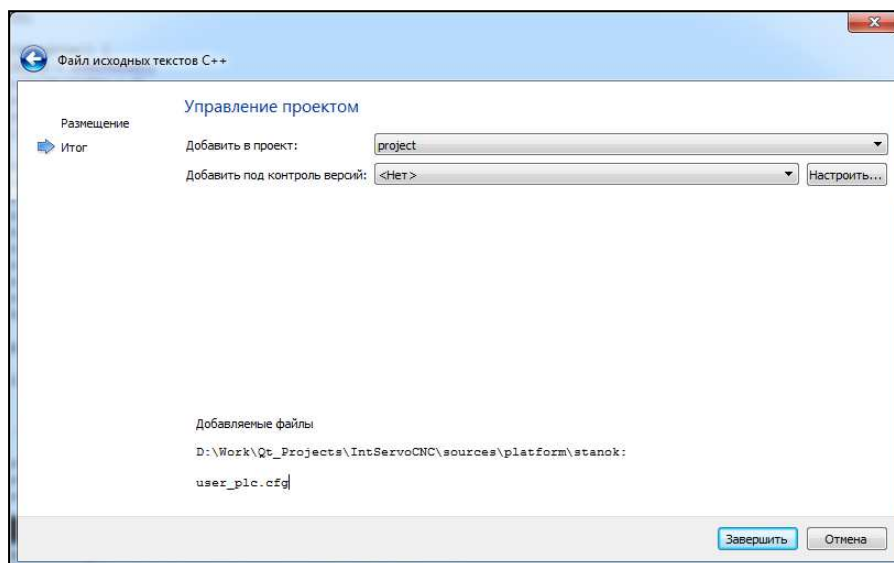 Файл исходных текстов C++
Управление проектом
Размещение
Итог
Добавить в проект: project
Добавить под контроль версий: <Нет> Настроить...
Добавляемые файлы
D:\Work\Qt_Projects\IntServoCNC\sources\platform\stanok:
user_plc.cfg
Завершить Отмена